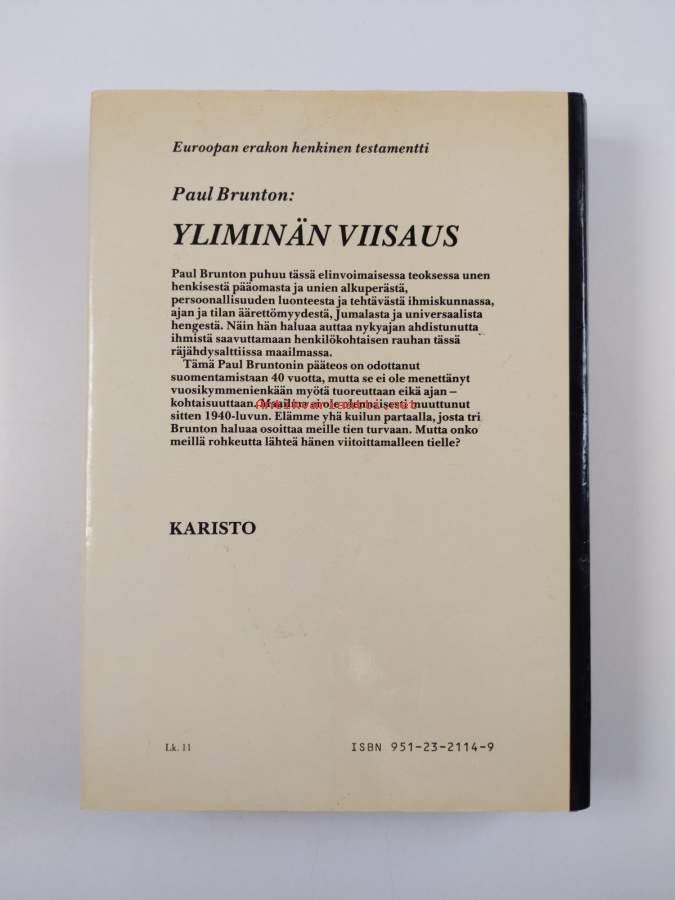 Euroopan erakon henkinen testamentti
Paul Brunton:
YLIMINÄN VIISAUS
Paul Brunton puhuu tässä elinvoimaisessa teoksessa unen
henkisestä pääomasta ja unien alkuperästä,
persoonallisuuden luonteesta ja tehtävästä ihmiskunnassa,
ajan ja tilan äärettömyydestä, Jumalasta ja universaalista
hengestä. Näin hän haluaa auttaa nykyajan ahdistunutta
ihmistä saavuttamaan henkilökohtaisen rauhan tässä
räjähdysalttiissa maailmassa.
Tämä Paul Bruntonin pääteos on odottanut
suomentamistaan 40 vuotta, mutta se ei ole menettänyt
vuosikymmenienkään myötä tuoreuttaan eikä ajan –
kohtaisuuttaan. ole muuttunut
Antikvariaatti.net
sitten 1940-luvun. Elämme yhä kuilun partaalla, josta tri
Brunton haluaa osoittaa meille tien turvaan. Mutta onko
meillä rohkeutta lähteä hänen viitoittamalleen tielle?
KARISTO
Lk. 11
ISBN 951-23-2114-9